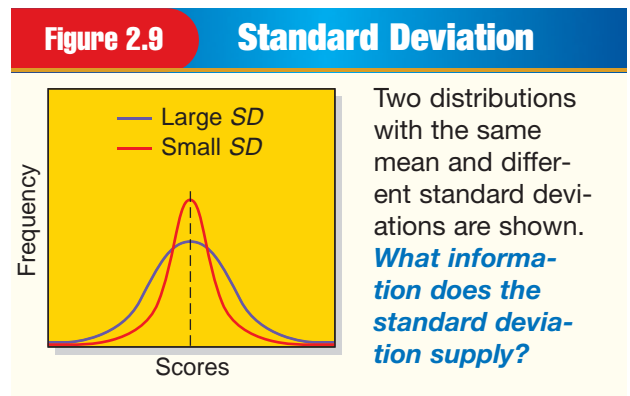 Figure 2.9 Standard Deviation
Large SD
Small SD
Frequency
Scores
Two distributions
with the same
mean and differ-
ent standard devi-
ations are shown.
What informa-
tion does the
standard devia-
tion supply?